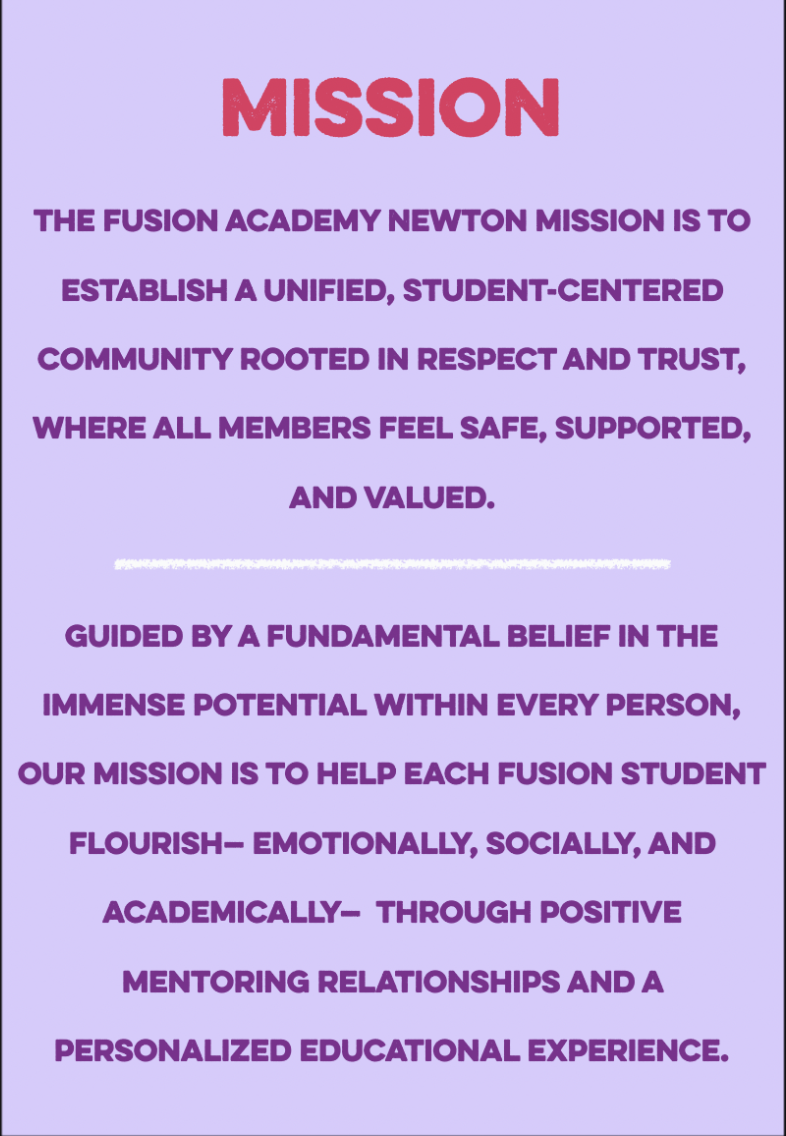 MISSION
THE FUSION ACADEMY NEWTON MISSION IS TO
ESTABLISH A UNIFIED, STUDENT-CENTERED
COMMUNITY ROOTED IN RESPECT AND TRUST,
WHERE ALL MEMBERS FEEL SAFE, SUPPORTED,
AND VALUED.
GUIDED BY A FUNDAMENTAL BELIEF IN THE
IMMENSE POTENTIAL WITHIN EVERY PERSON,
OUR MISSION IS TO HELP EACH FUSION STUDENT
FLOURISH— EMOTIONALLY, SOCIALLY, AND
ACADEMICALLY— THROUGH POSITIVE
MENTORING RELATIONSHIPS AND A
PERSONALIZED EDUCATIONAL EXPERIENCE.